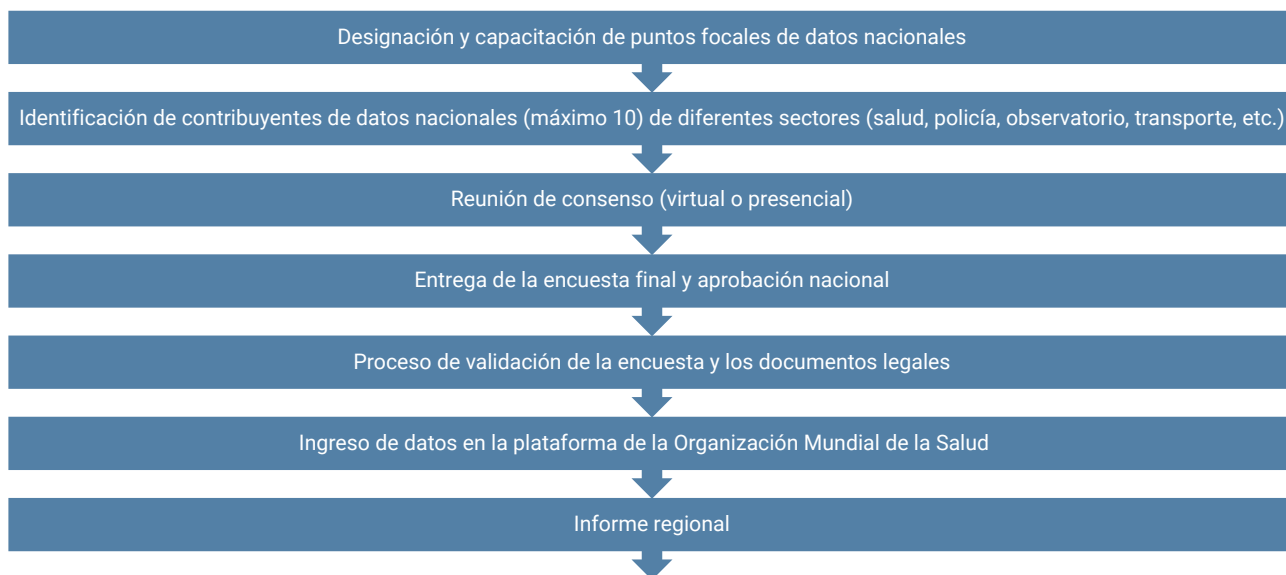 Designación y capacitación de puntos focales de datos nacionales
Identificación de contribuyentes de datos nacionales (máximo 10) de diferentes sectores (salud, policía, observatorio, transporte, etc.)
Reunión de consenso (virtual o presencial)
Entrega de la encuesta final y aprobación nacional
Proceso de validación de la encuesta y los documentos legales
Ingreso de datos en la plataforma de la Organización Mundial de la Salud
Informe regional